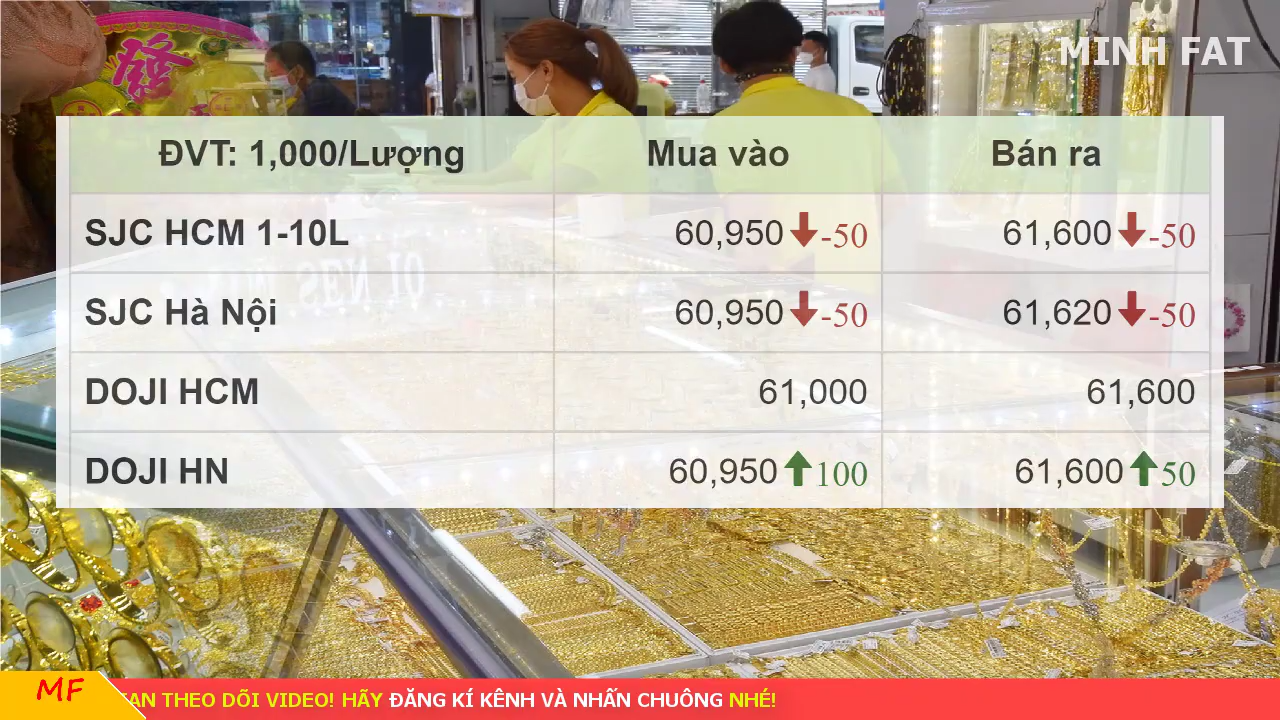 發
MINH FAT
ĐVT: 1,000/Lượng Mua vào Bán ra
SJC HCM 1-10L 60,950 -50 61,600 -50
SJC Hà Nội 60,950 -50 61,620 -50
DOJI HCM 61,000 61,600
DOJI HN 60,950 100 61,600 50
MF AN THEO DÕI VIDEO! HÃY ĐĂNG KÍ KÊNH VÀ NHẤN CHUÔNG NHÉ!